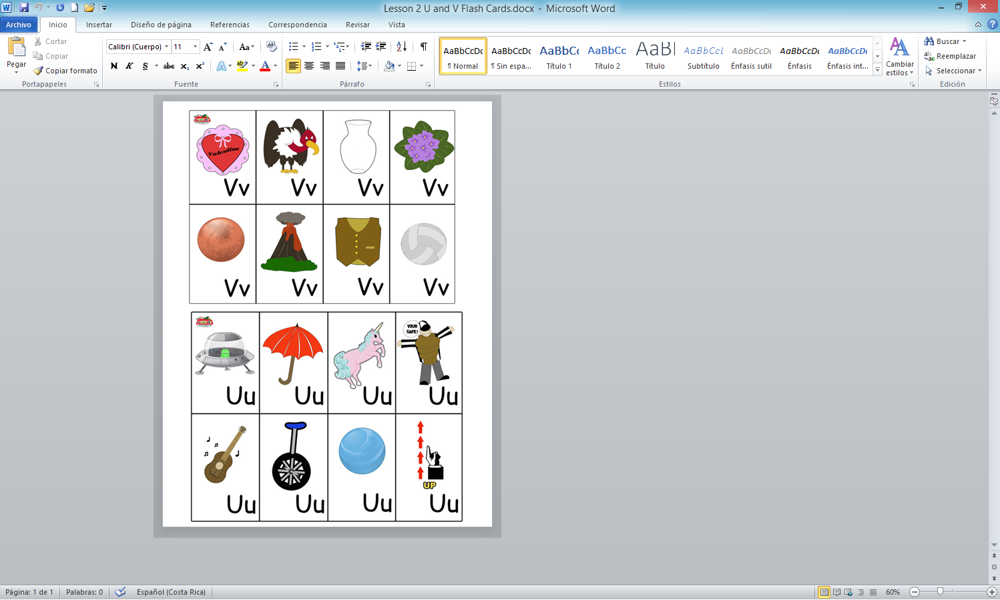 Lesson 2 U and V Flash Cards.docx - Microsoft Word
Archivo Inicio Insertar Diseño de página Referencias Correspondencia Revisar Vista
Pegar
Cortar
Copiar
Copiar formato
Portapapeles
Calibri (Cuerpo) 11
N K S abc x₂ x²
Aa
A A
Fuente
Párrafo
AaBbCcDc AaBbCcDc AaBbCc AaBbCc AaBl AaBbCcL AaBbCcDc AaBbCcDc AaBbCcDc
¶ Normal ¶ Sin espa... Título 1 Título 2 Título Subtítulo Énfasis sutil Énfasis Énfasis int...
Cambiar
estilos
Estilos
Buscar
Reemplazar
Seleccionar
Edición
Valentine
Vv Vv Vv Vv
Vv Vv Vv Vv
YOUR
SAFE!
Uu Uu Uu Uu
UP
Uu Uu Uu Uu
Página: 1 de 1 Palabras: 0 Español (Costa Rica) 60%